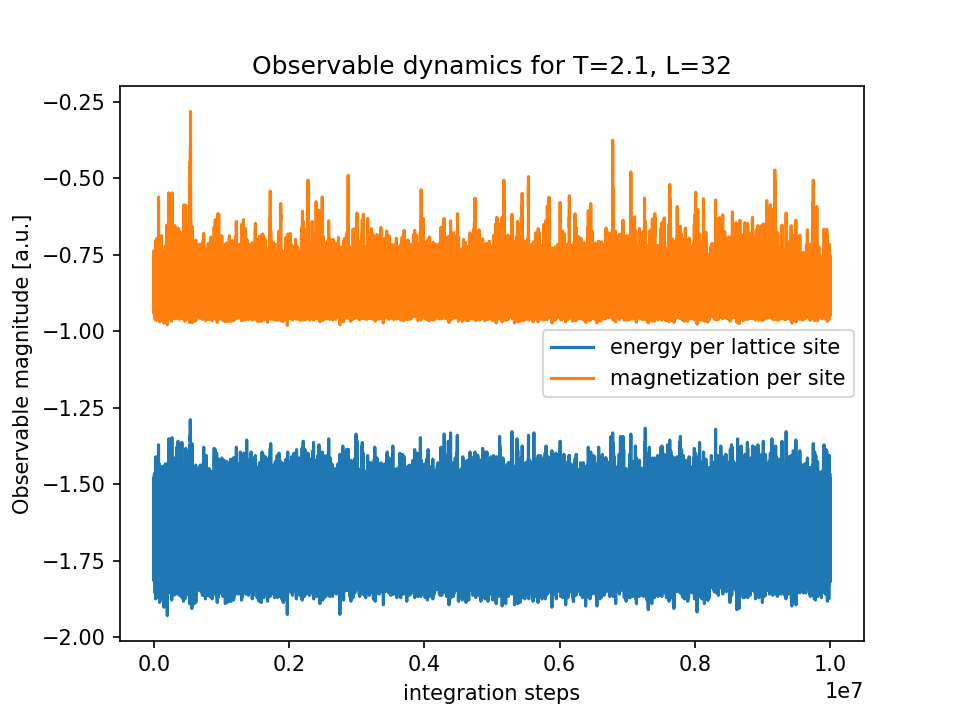 Observable dynamics for T=2.1, L=32
Observable magnitude [a.u.]
−0.25
−0.50
−0.75
−1.00
−1.25
−1.50
−1.75
−2.00
energy per lattice site
magnetization per site
0.0 0.2 0.4 0.6 0.8 1.0
1e7
integration steps